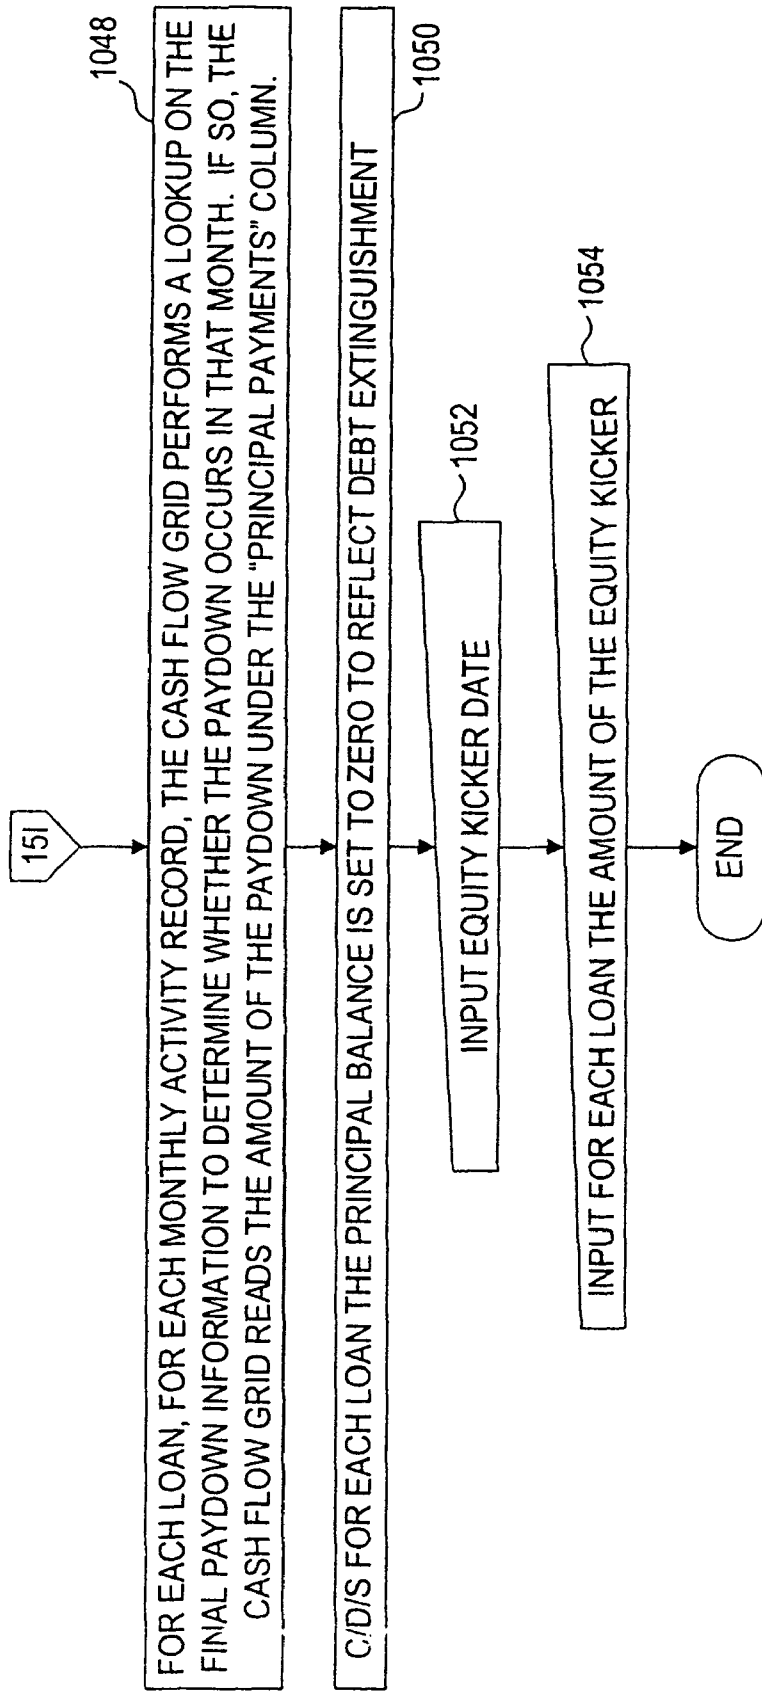 15I
1048
FOR EACH LOAN, FOR EACH MONTHLY ACTIVITY RECORD, THE CASH FLOW GRID PERFORMS A LOOKUP ON THE
FINAL PAYDOWN INFORMATION TO DETERMINE WHETHER THE PAYDOWN OCCURS IN THAT MONTH. IF SO, THE
CASH FLOW GRID READS THE AMOUNT OF THE PAYDOWN UNDER THE "PRINCIPAL PAYMENTS" COLUMN.
1050
C/D/S FOR EACH LOAN THE PRINCIPAL BALANCE IS SET TO ZERO TO REFLECT DEBT EXTINGUISHMENT
1052
INPUT EQUITY KICKER DATE
1054
INPUT FOR EACH LOAN THE AMOUNT OF THE EQUITY KICKER
END